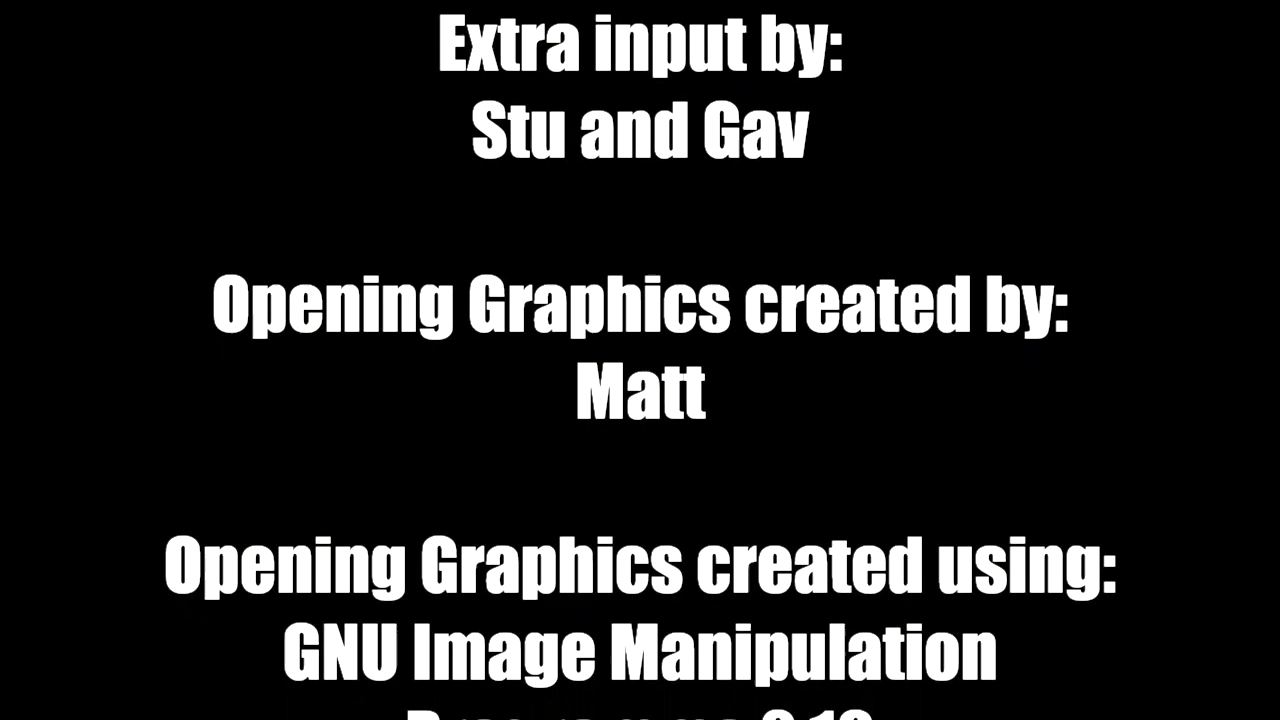 Extra input by:
Stu and Gav
Opening Graphics created by:
Matt
Opening Graphics created using:
GNU Image Manipulation